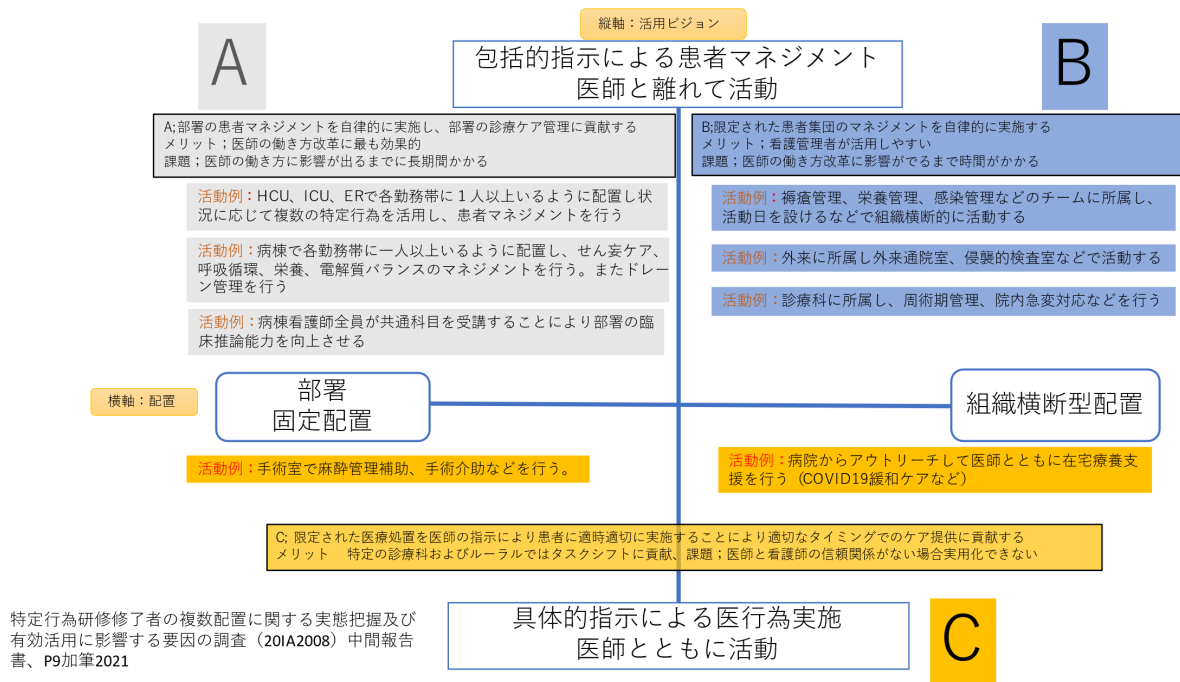 縦軸：活用ビジョン
A
包括的指示による患者マネジメント
医師と離れて活動
B
A;部署の患者マネジメントを自律的に実施し、部署の診療ケア管理に貢献する
メリット；医師の働き方改革に最も効果的
課題；医師の働き方に影響が出るまでに長期間かかる
B;限定された患者集団のマネジメントを自律的に実施する
メリット；看護管理者が活用しやすい
課題；医師の働き方改革に影響がでるまで時間がかかる
活動例：HCU、ICU、ERで各勤務帯に１人以上いるように配置し状
況に応じて複数の特定行為を活用し、患者マネジメントを行う
活動例：病棟で各勤務帯に一人以上いるように配置し、せん妄ケア、
呼吸循環、栄養、電解質バランスのマネジメントを行う。またドレー
ン管理を行う
活動例：病棟看護師全員が共通科目を受講することにより部署の臨
床推論能力を向上させる
活動例：褥瘡管理、栄養管理、感染管理などのチームに所属し、
活動日を設けるなどで組織横断的に活動する
活動例：外来に所属し外来通院室、侵襲的検査室などで活動する
活動例：診療科に所属し、周術期管理、院内急変対応などを行う
横軸：配置
部署
固定配置
組織横断型配置
活動例：手術室で麻酔管理補助、手術介助などを行う。
活動例：病院からアウトリーチして医師とともに在宅療養支
援を行う（COVID19緩和ケアなど）
C; 限定された医療処置を医師の指示により患者に適時適切に実施することにより適切なタイミングでのケア提供に貢献する
メリット　特定の診療科およびルーラルではタスクシフトに貢献、課題；医師と看護師の信頼関係がない場合実用化できない
具体的指示による医行為実施
医師とともに活動
C
特定行為研修修了者の複数配置に関する実態把握及び
有効活用に影響する要因の調査（20IA2008）中間報告
書、P9加筆2021